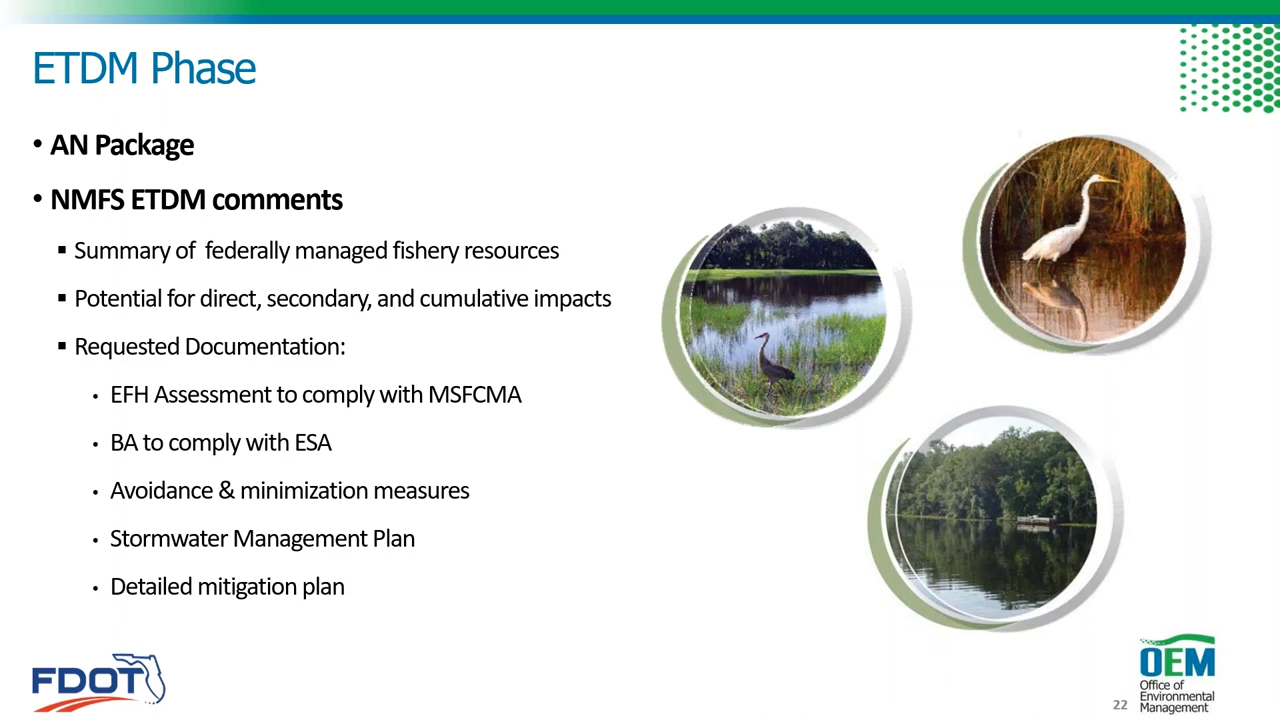 ETDM Phase
• AN Package
• NMFS ETDM comments
▪ Summary of federally managed fishery resources
▪ Potential for direct, secondary, and cumulative impacts
▪ Requested Documentation:
• EFH Assessment to comply with MSFCMA
• BA to comply with ESA
• Avoidance & minimization measures
• Stormwater Management Plan
• Detailed mitigation plan
FDOT
22
OEM
Office of
Environmental
Management